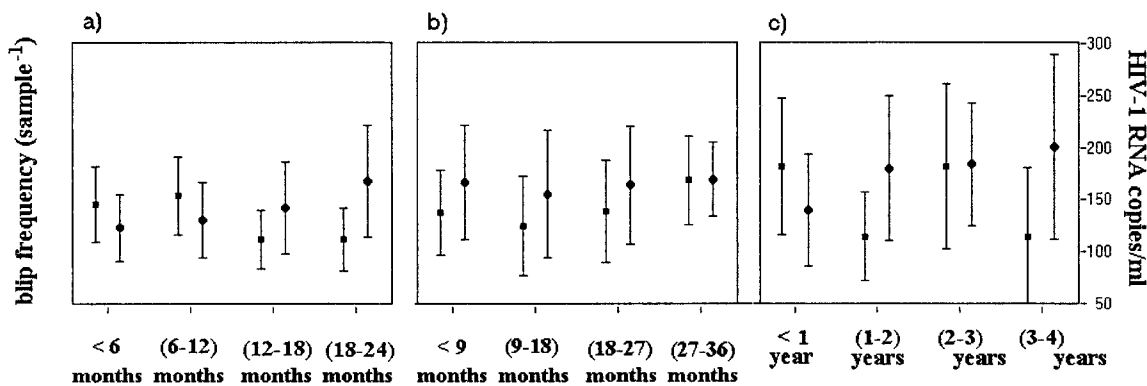 a)
b)
c)
blip frequency (sample⁻¹)
300
250
200
150
100
50
HIV-1 RNA copies/ml
< 6 (6-12) (12-18) (18-24)
months months months months
< 9 (9-18) (18-27) (27-36)
months months months months
< 1 (1-2) (2-3) (3-4)
year years years years